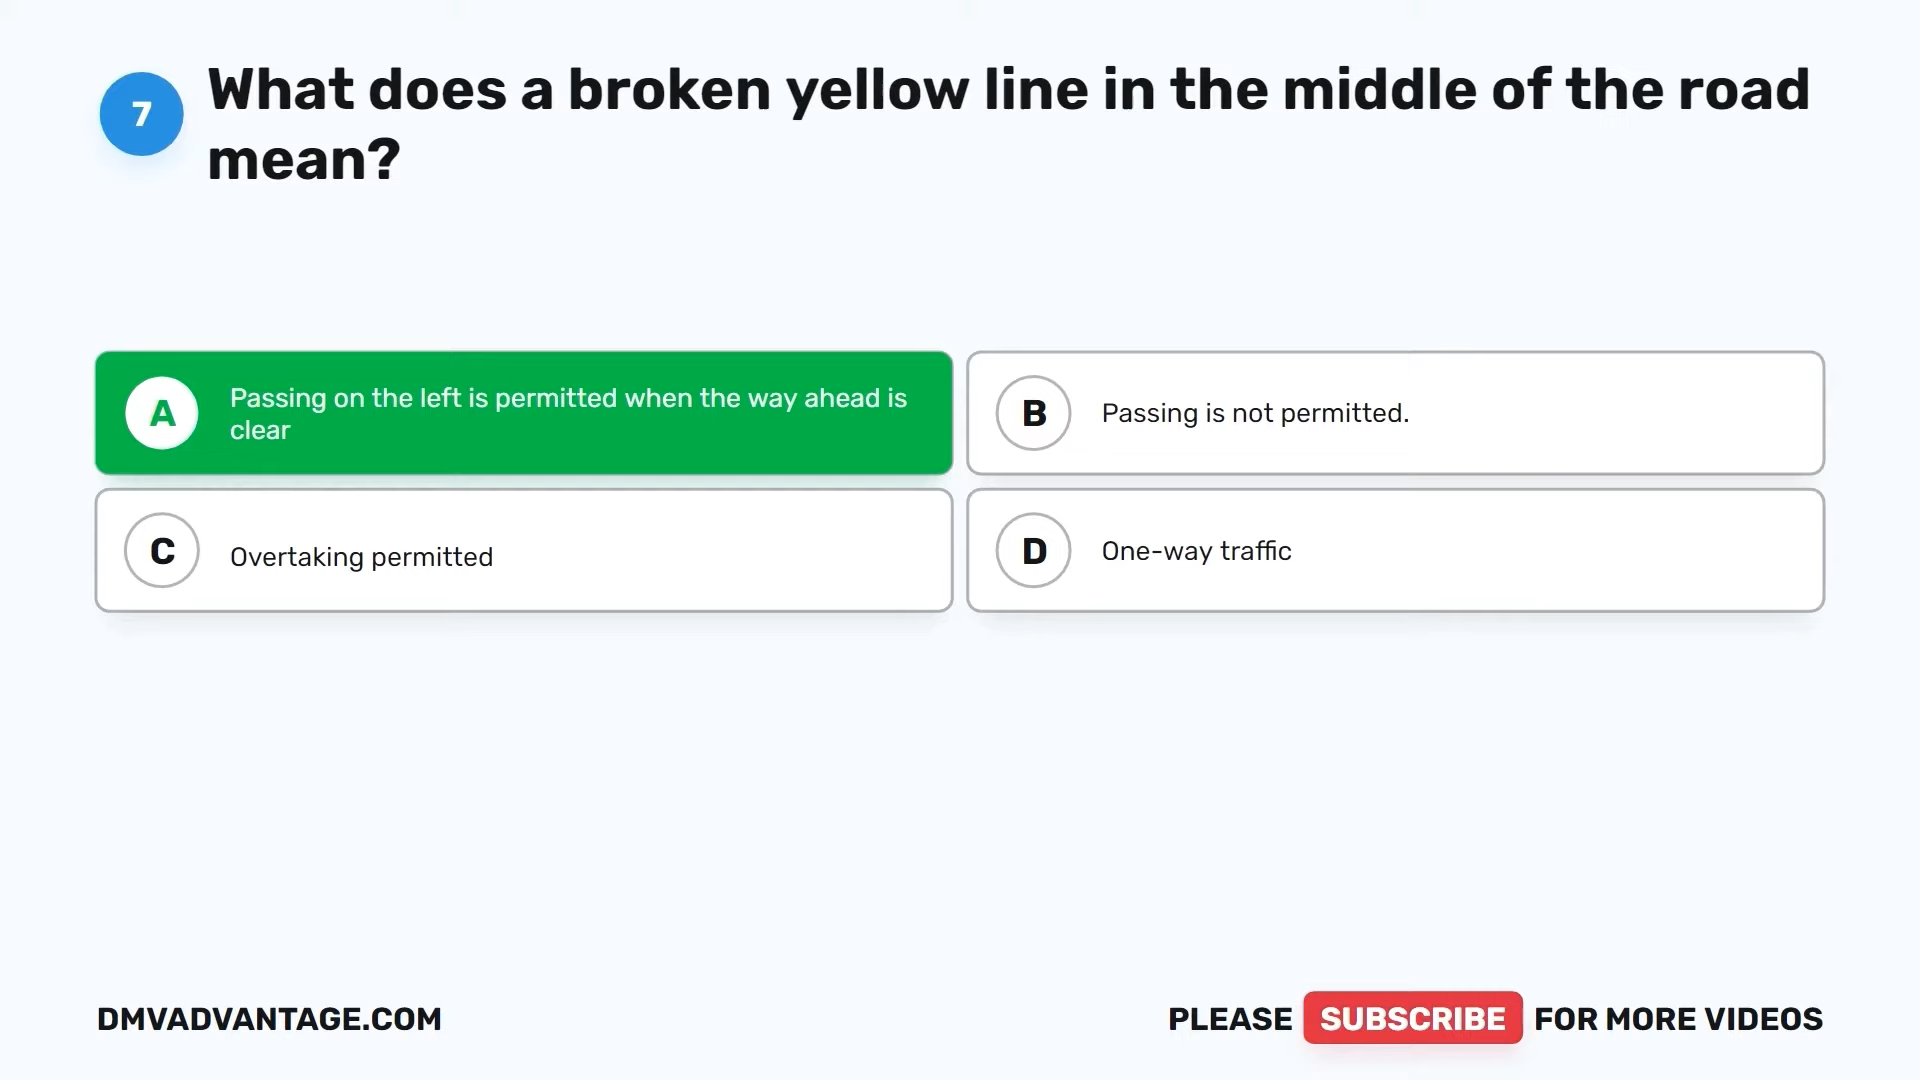 7
What does a broken yellow line in the middle of the road
mean?
A
Passing on the left is permitted when the way ahead is
clear
B
Passing is not permitted.
C
Overtaking permitted
D
One-way traffic
DMVADVANTAGE.COM
PLEASE SUBSCRIBE FOR MORE VIDEOS